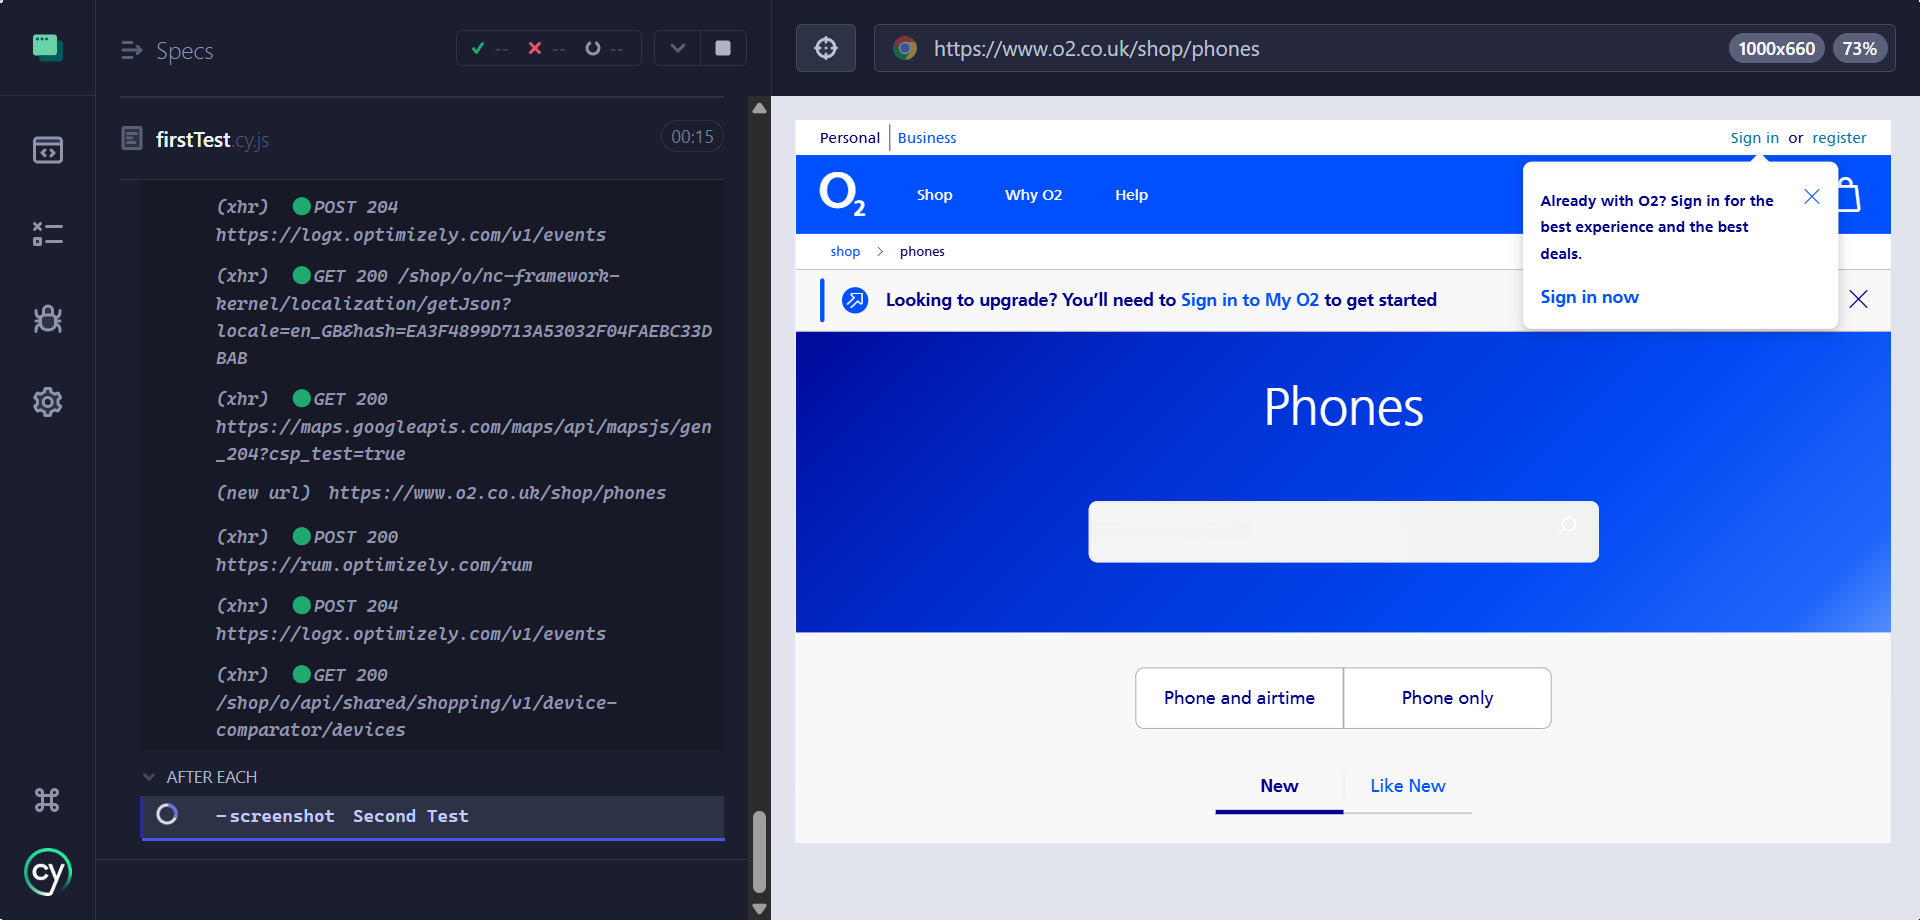 Specs
--
--
--
https://www.o2.co.uk/shop/phones
1000x660
73%
firstTest.cy.js
00:15
(xhr) POST 204
https://logx.optimizely.com/v1/events
(xhr) GET 200 /shop/o/nc-framework-
kernel/localization/getJson?
locale=en_GB&hash=EA3F4899D713A53032F04FAEBC33D
BAB
(xhr) GET 200
https://maps.googleapis.com/maps/api/mapsjs/gen
_204?csp_test=true
(new url) https://www.o2.co.uk/shop/phones
(xhr) POST 200
https://rum.optimizely.com/rum
(xhr) POST 204
https://logx.optimizely.com/v1/events
(xhr) GET 200
/shop/o/api/shared/shopping/v1/device-
comparator/devices
AFTER EACH
-screenshot Second Test
cy
Personal
Business
Sign in or register
O2
Shop
Why O2
Help
Already with O2? Sign in for the
best experience and the best
deals.
Sign in now
shop > phones
Looking to upgrade? You’ll need to Sign in to My O2 to get started
Phones
Phone and airtime
Phone only
New
Like New